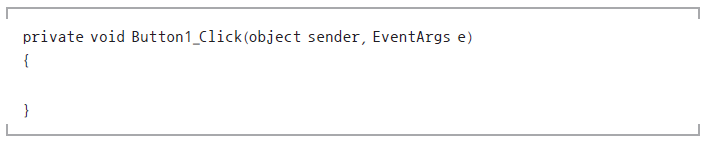 private void Button1_Click(object sender, EventArgs e)
{
}